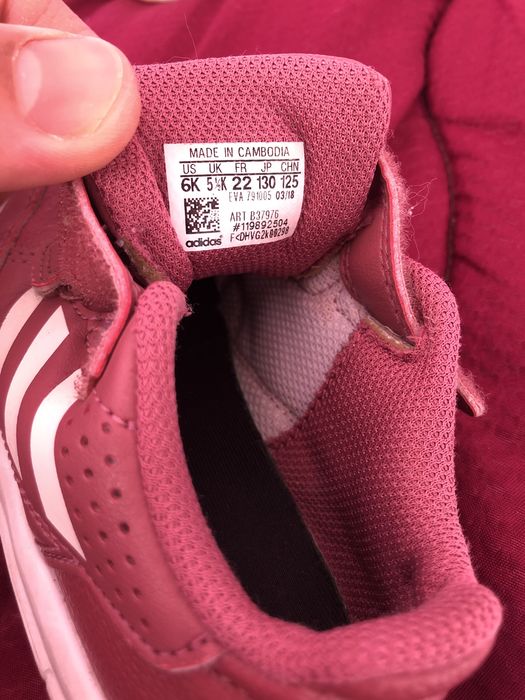 MADE IN CAMBODIA
US UK FR JP CHN
6K 5½K 22 130 125
EVA 791005 03/18
ART B37976
#119892504
adidas F<DHVG2k80298